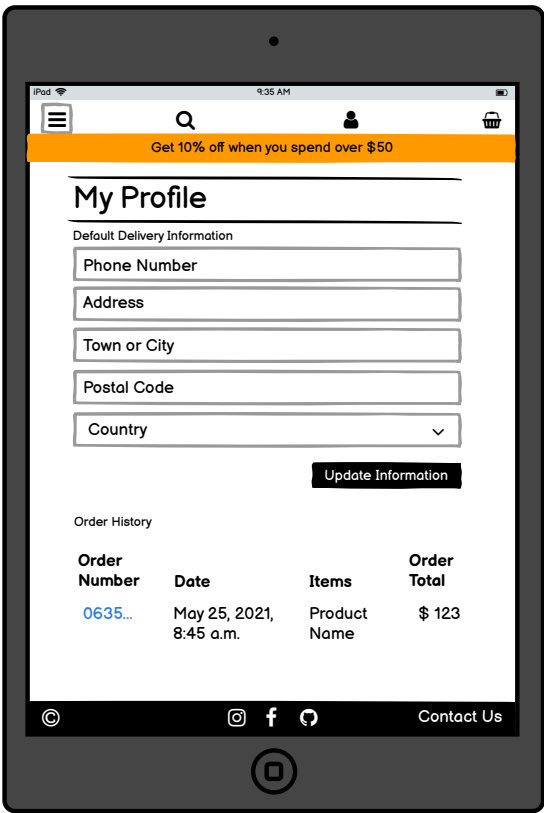 iPad 9:35 AM
Get 10% off when you spend over $50
My Profile
Default Delivery Information
Phone Number
Address
Town or City
Postal Code
Country
Update Information
Order History
Order Number Date Items Order Total
0635... May 25, 2021, 8:45 a.m. Product Name $ 123
© Contact Us